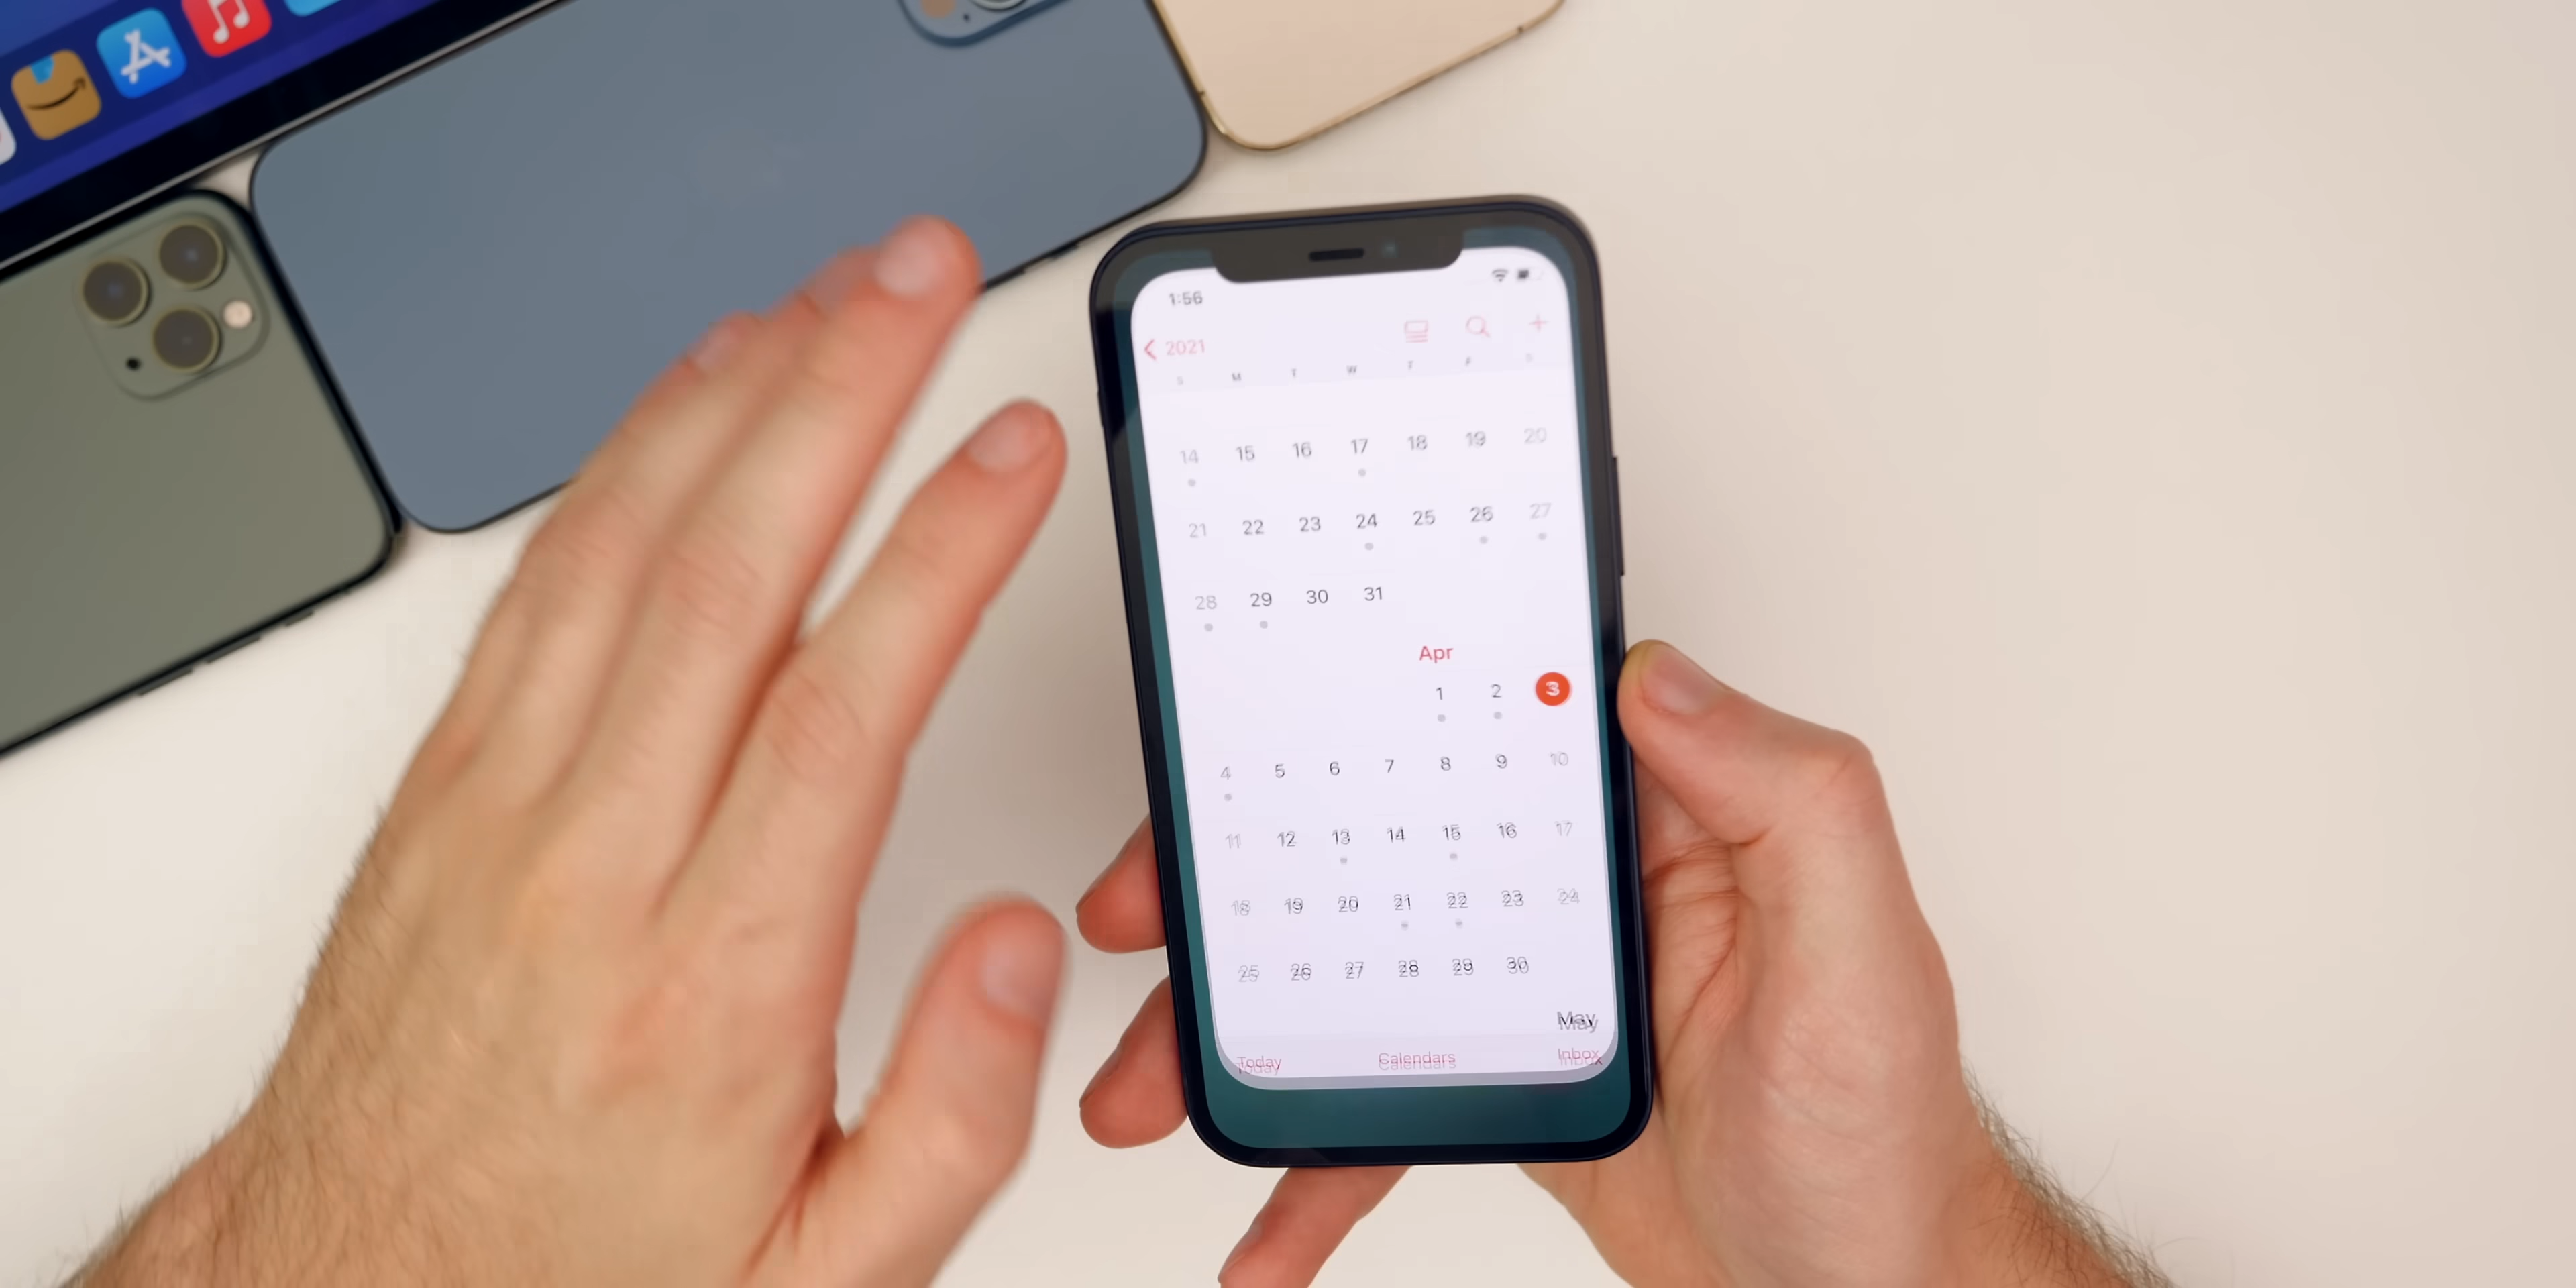 1:56
2021
S M T W T F S
14 15 16 17 18 19 20
21 22 23 24 25 26 27
28 29 30 31
Apr
1 2 3
4 5 6 7 8 9 10
11 12 13 14 15 16 17
18 19 20 21 22 23 24
25 26 27 28 29 30
May
Today Calendars Inbox